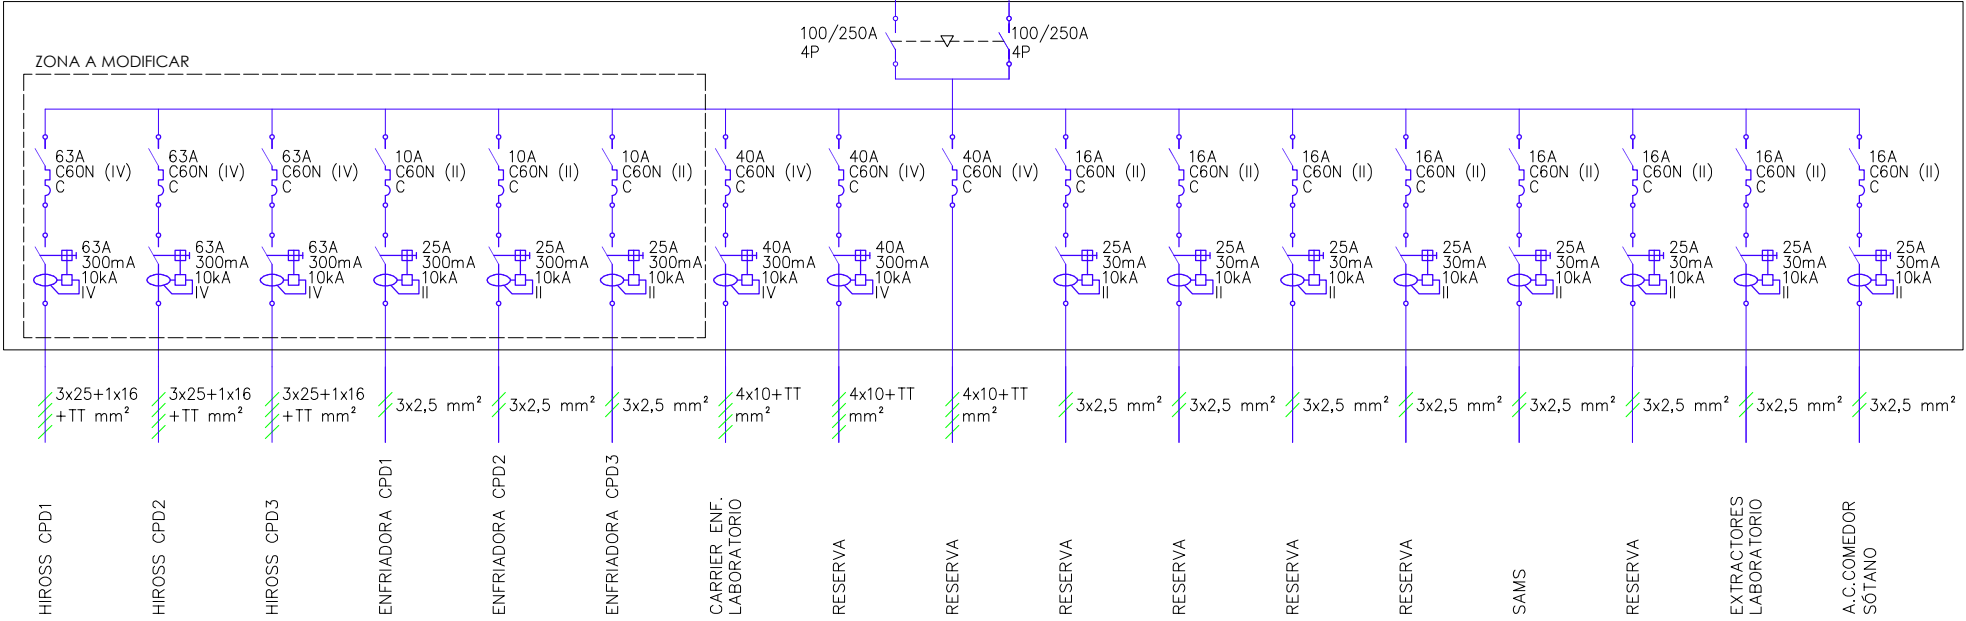 100/250A
4P
100/250A
4P
ZONA A MODIFICAR
63A
C60N (IV)
C
63A
C60N (IV)
C
63A
C60N (IV)
C
10A
C60N (II)
C
10A
C60N (II)
C
10A
C60N (II)
C
40A
C60N (IV)
C
40A
C60N (IV)
C
40A
C60N (IV)
C
16A
C60N (II)
C
16A
C60N (II)
C
16A
C60N (II)
C
16A
C60N (II)
C
16A
C60N (II)
C
16A
C60N (II)
C
16A
C60N (II)
C
16A
C60N (II)
C
63A
300mA
10kA
IV
63A
300mA
10kA
IV
63A
300mA
10kA
IV
25A
300mA
10kA
II
25A
300mA
10kA
II
25A
300mA
10kA
II
40A
300mA
10kA
IV
40A
300mA
10kA
IV
25A
30mA
10kA
II
25A
30mA
10kA
II
25A
30mA
10kA
II
25A
30mA
10kA
II
25A
30mA
10kA
II
25A
30mA
10kA
II
25A
30mA
10kA
II
25A
30mA
10kA
II
3x25+1x16
+TT mm²
3x25+1x16
+TT mm²
3x25+1x16
+TT mm²
3x2,5 mm²
3x2,5 mm²
3x2,5 mm²
4x10+TT
mm²
4x10+TT
mm²
4x10+TT
mm²
3x2,5 mm²
3x2,5 mm²
3x2,5 mm²
3x2,5 mm²
3x2,5 mm²
3x2,5 mm²
3x2,5 mm²
3x2,5 mm²
HIROSS CPD1
HIROSS CPD2
HIROSS CPD3
ENFRIADORA CPD1
ENFRIADORA CPD2
ENFRIADORA CPD3
CARRIER ENF.
LABORATORIO
RESERVA
RESERVA
RESERVA
RESERVA
RESERVA
RESERVA
SAMS
RESERVA
EXTRACTORES
LABORATORIO
A.C.COMEDOR
SÓTANO